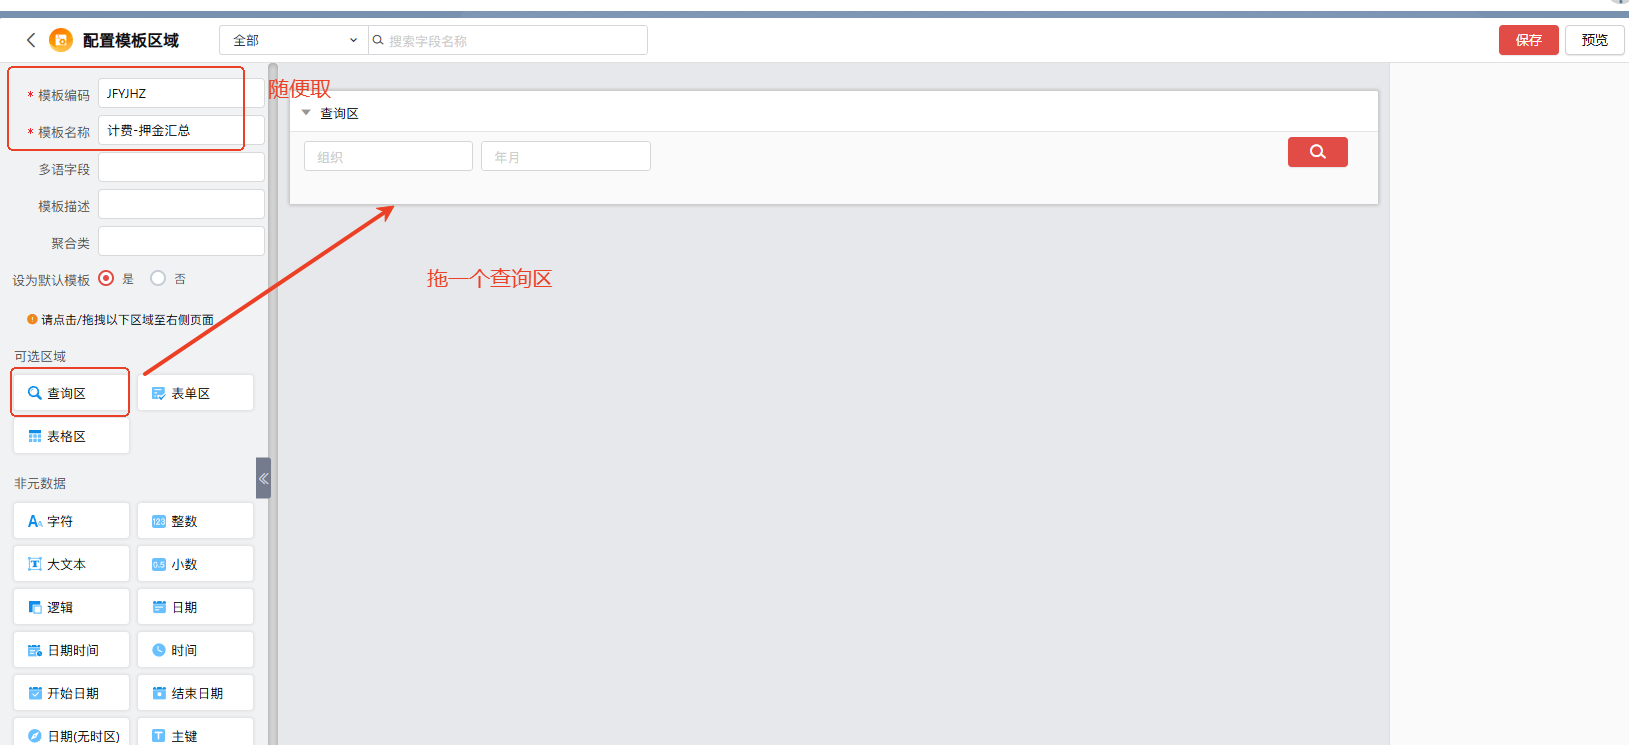 配置模板区域
全部
搜索字段名称
保存
预览
* 模板编码 JFYJHZ
随便取
* 模板名称 计费-押金汇总
多语字段
模板描述
聚合类
设为默认模板 是 否
请点击/拖拽以下区域至右侧页面
可选区域
查询区 表单区
表格区
非元数据
字符 整数
大文本 小数
逻辑 日期
日期时间 时间
开始日期 结束日期
日期(无时区) 主键
查询区
组织 年月
拖一个查询区